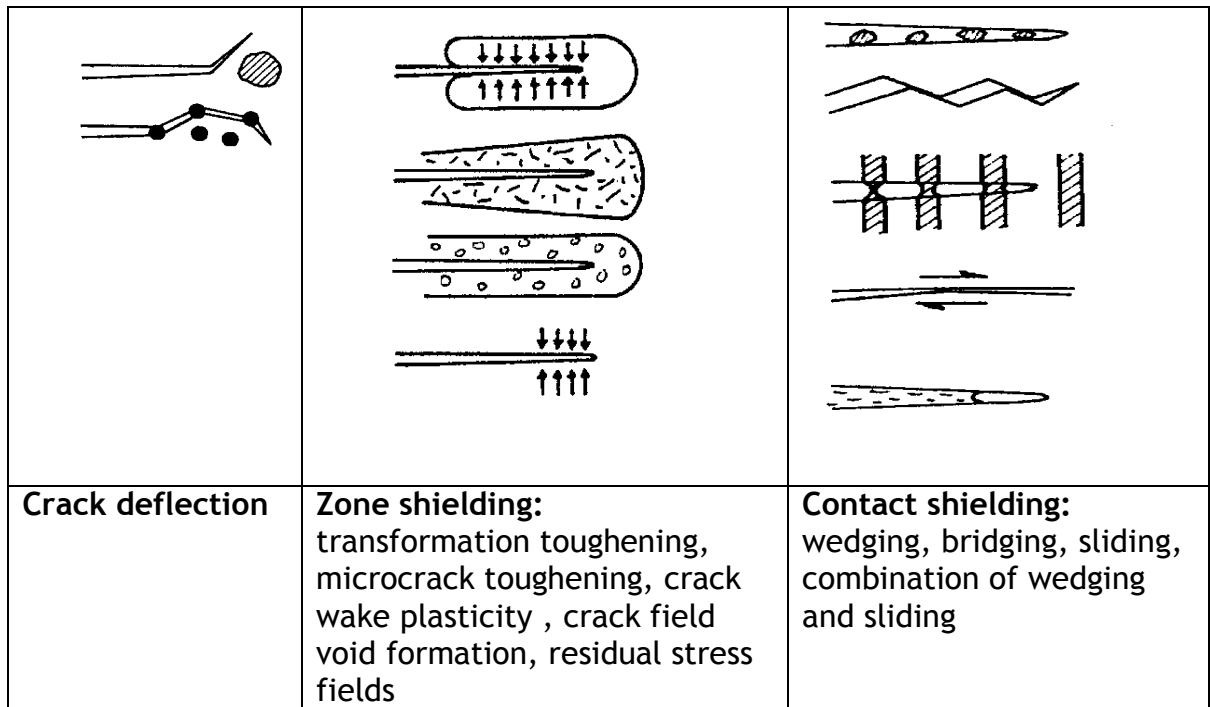 Crack deflection
Zone shielding:
transformation toughening,
microcrack toughening, crack
wake plasticity , crack field
void formation, residual stress
fields
Contact shielding:
wedging, bridging, sliding,
combination of wedging
and sliding